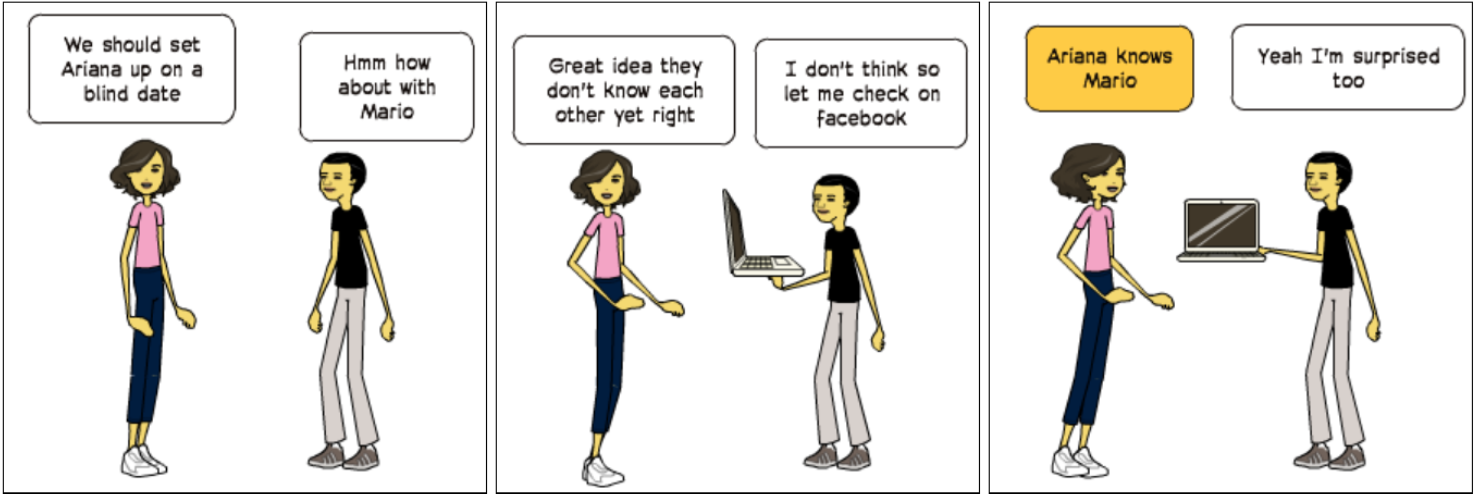 We should set
Ariana up on a
blind date
Hmm how
about with
Mario
Great idea they
don't know each
other yet right
I don't think so
let me check on
facebook
Ariana knows
Mario
Yeah I'm surprised
too